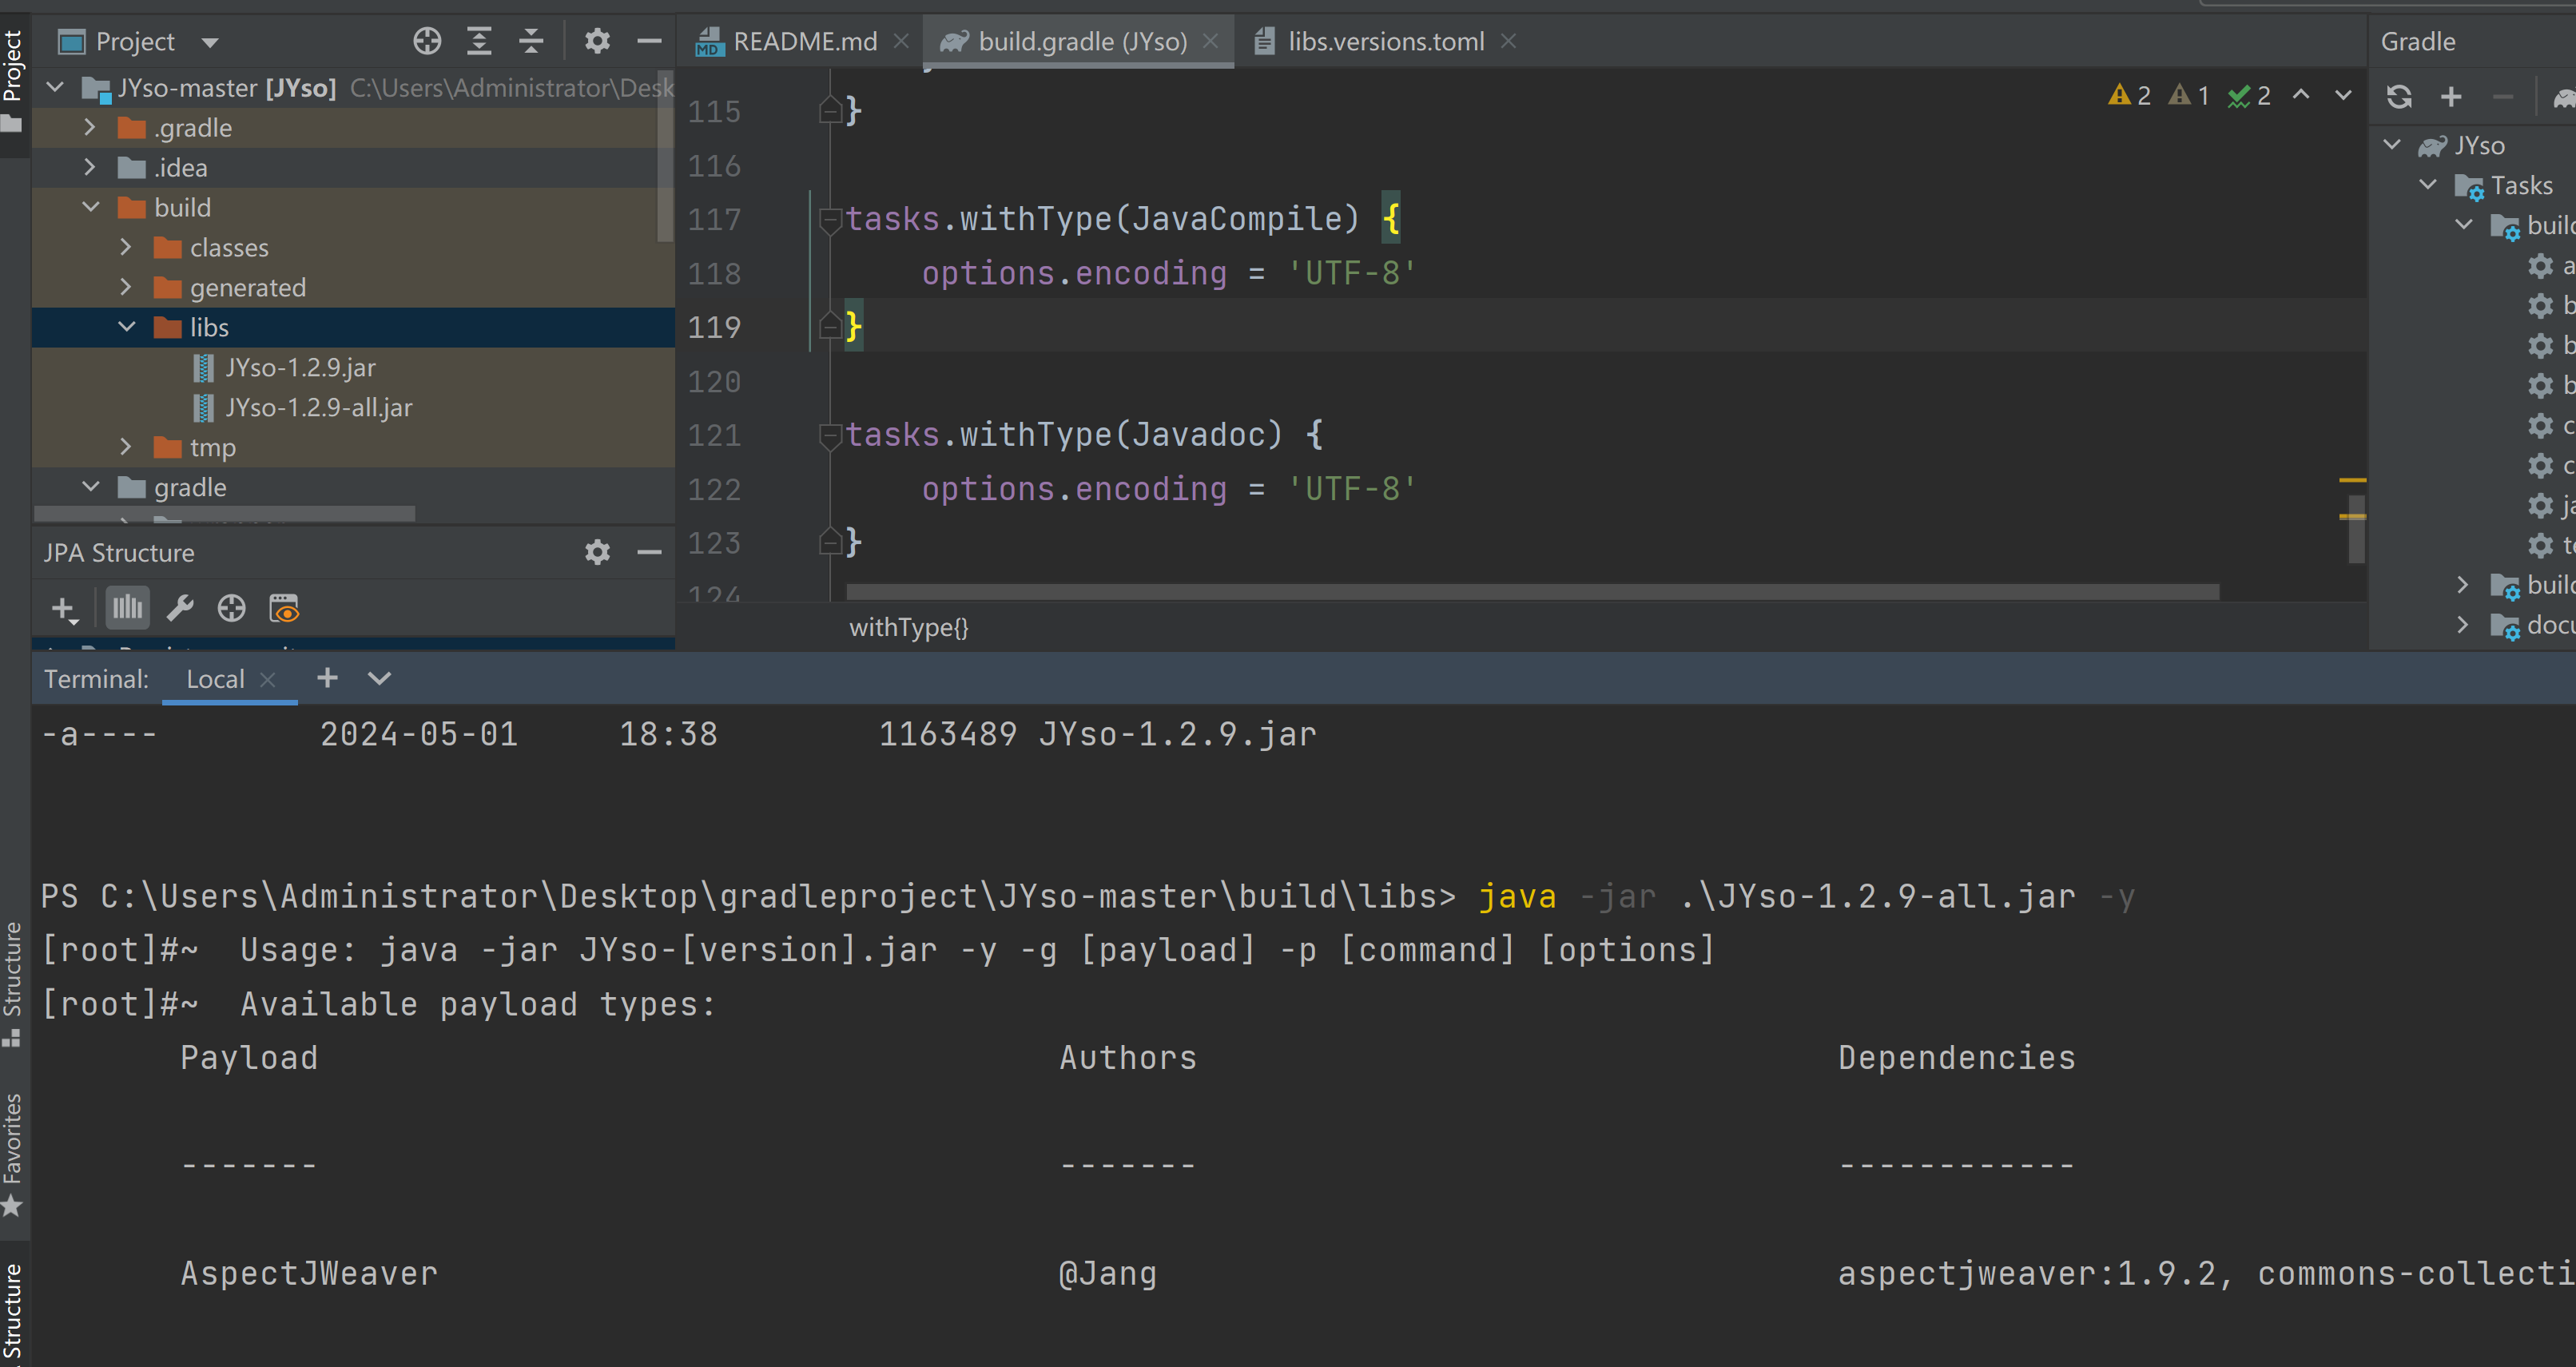 Project
README.md
build.gradle (JYso)
libs.versions.toml
Gradle
Project
JYso-master [JYso] C:\Users\Administrator\Desk
.gradle
.idea
build
classes
generated
libs
JYso-1.2.9.jar
JYso-1.2.9-all.jar
tmp
gradle
JPA Structure
115 }
116
117 tasks.withType(JavaCompile) {
118 options.encoding = 'UTF-8'
119 }
120
121 tasks.withType(Javadoc) {
122 options.encoding = 'UTF-8'
123 }
124
withType{}
2 1 2
JYso
Tasks
build
a
b
b
b
c
c
ja
te
build
docu
Terminal: Local
-a---- 2024-05-01 18:38 1163489 JYso-1.2.9.jar
PS C:\Users\Administrator\Desktop\gradleproject\JYso-master\build\libs> java -jar .\JYso-1.2.9-all.jar -y
[root]#~ Usage: java -jar JYso-[version].jar -y -g [payload] -p [command] [options]
[root]#~ Available payload types:
Payload Authors Dependencies
------- ------- ------------
AspectJWeaver @Jang aspectjweaver:1.9.2, commons-collecti
Structure
Favorites
Structure